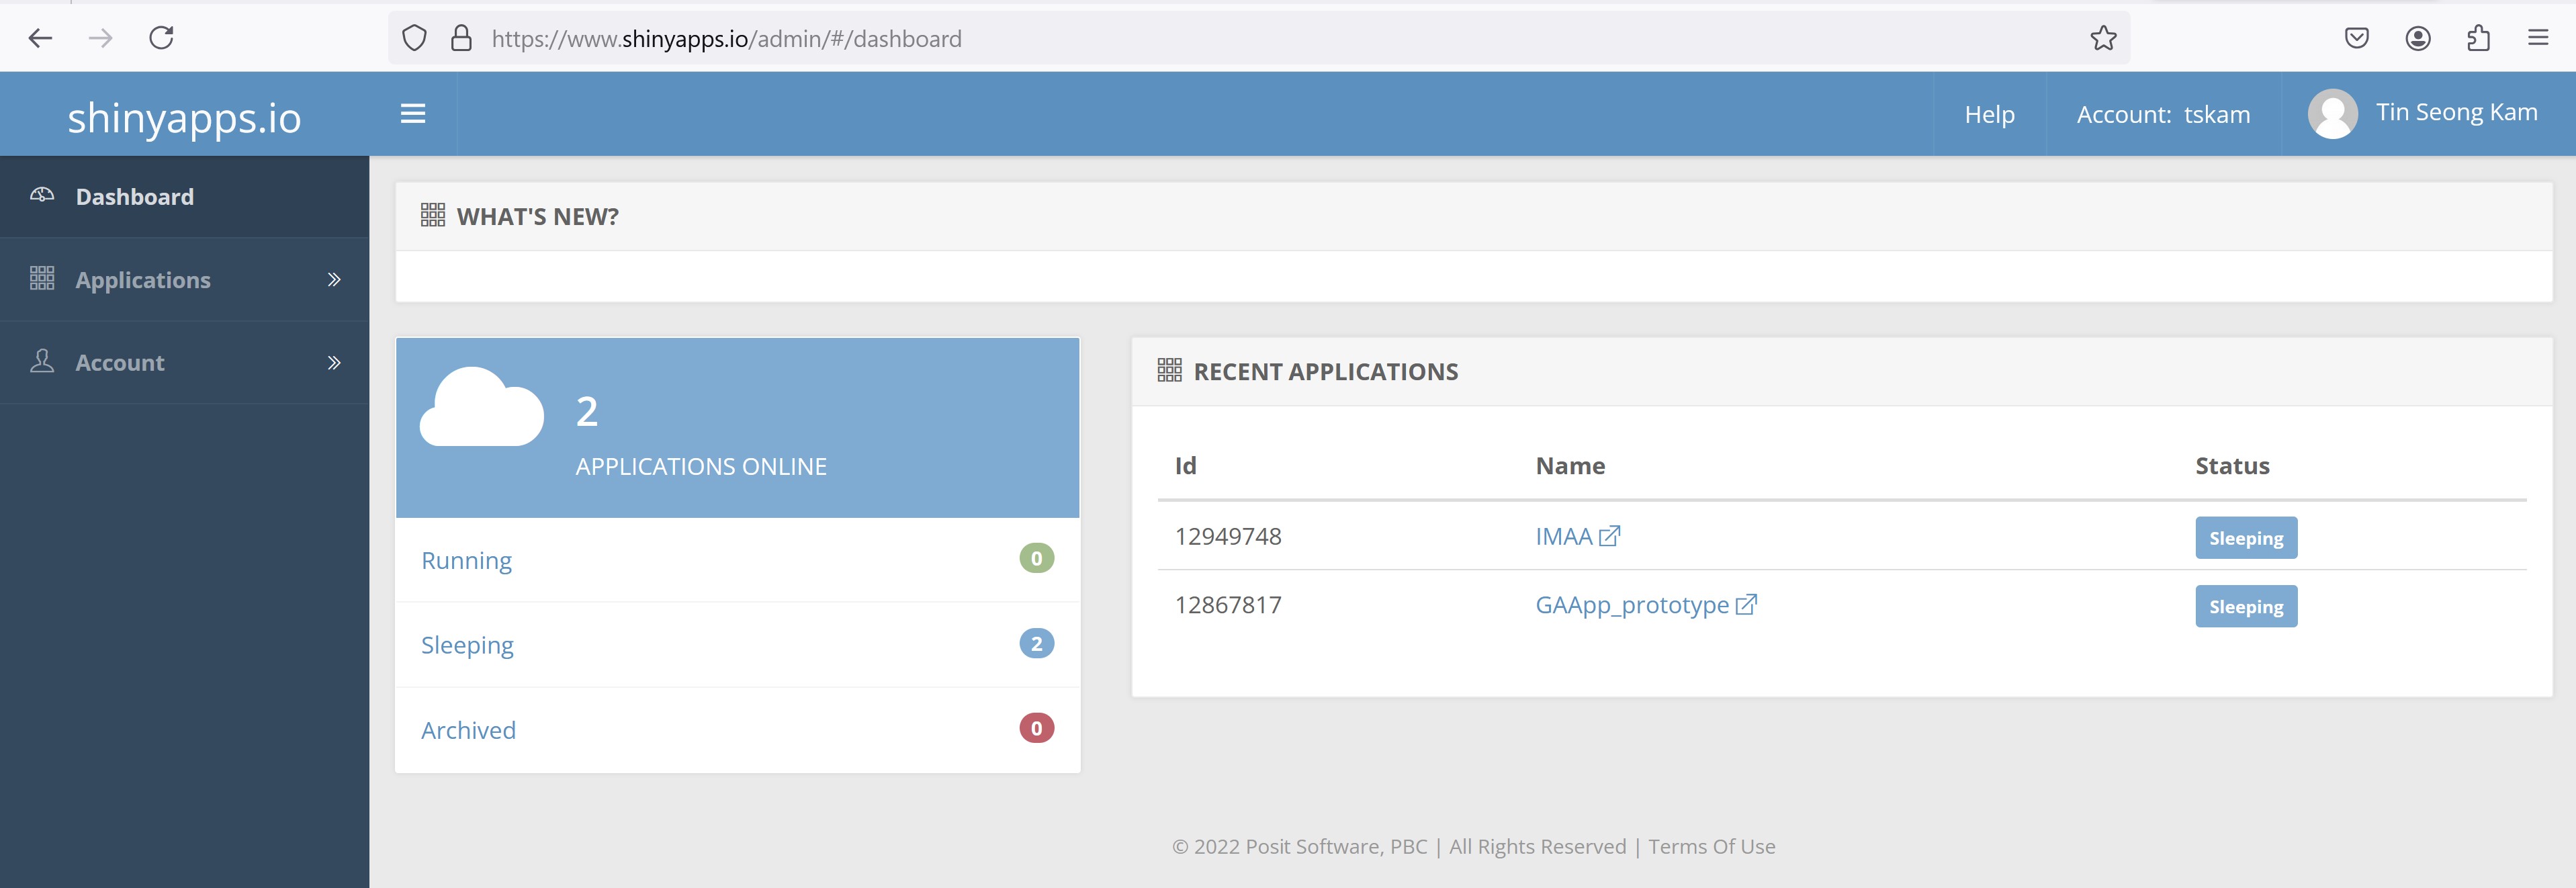 https://www.shinyapps.io/admin/#/dashboard
shinyapps.io
Help
Account: tskam
Tin Seong Kam
Dashboard
Applications
Account
WHAT'S NEW?
2
APPLICATIONS ONLINE
Running 0
Sleeping 2
Archived 0
RECENT APPLICATIONS
Id Name Status
12949748 IMAA Sleeping
12867817 GAApp_prototype Sleeping
© 2022 Posit Software, PBC | All Rights Reserved | Terms Of Use